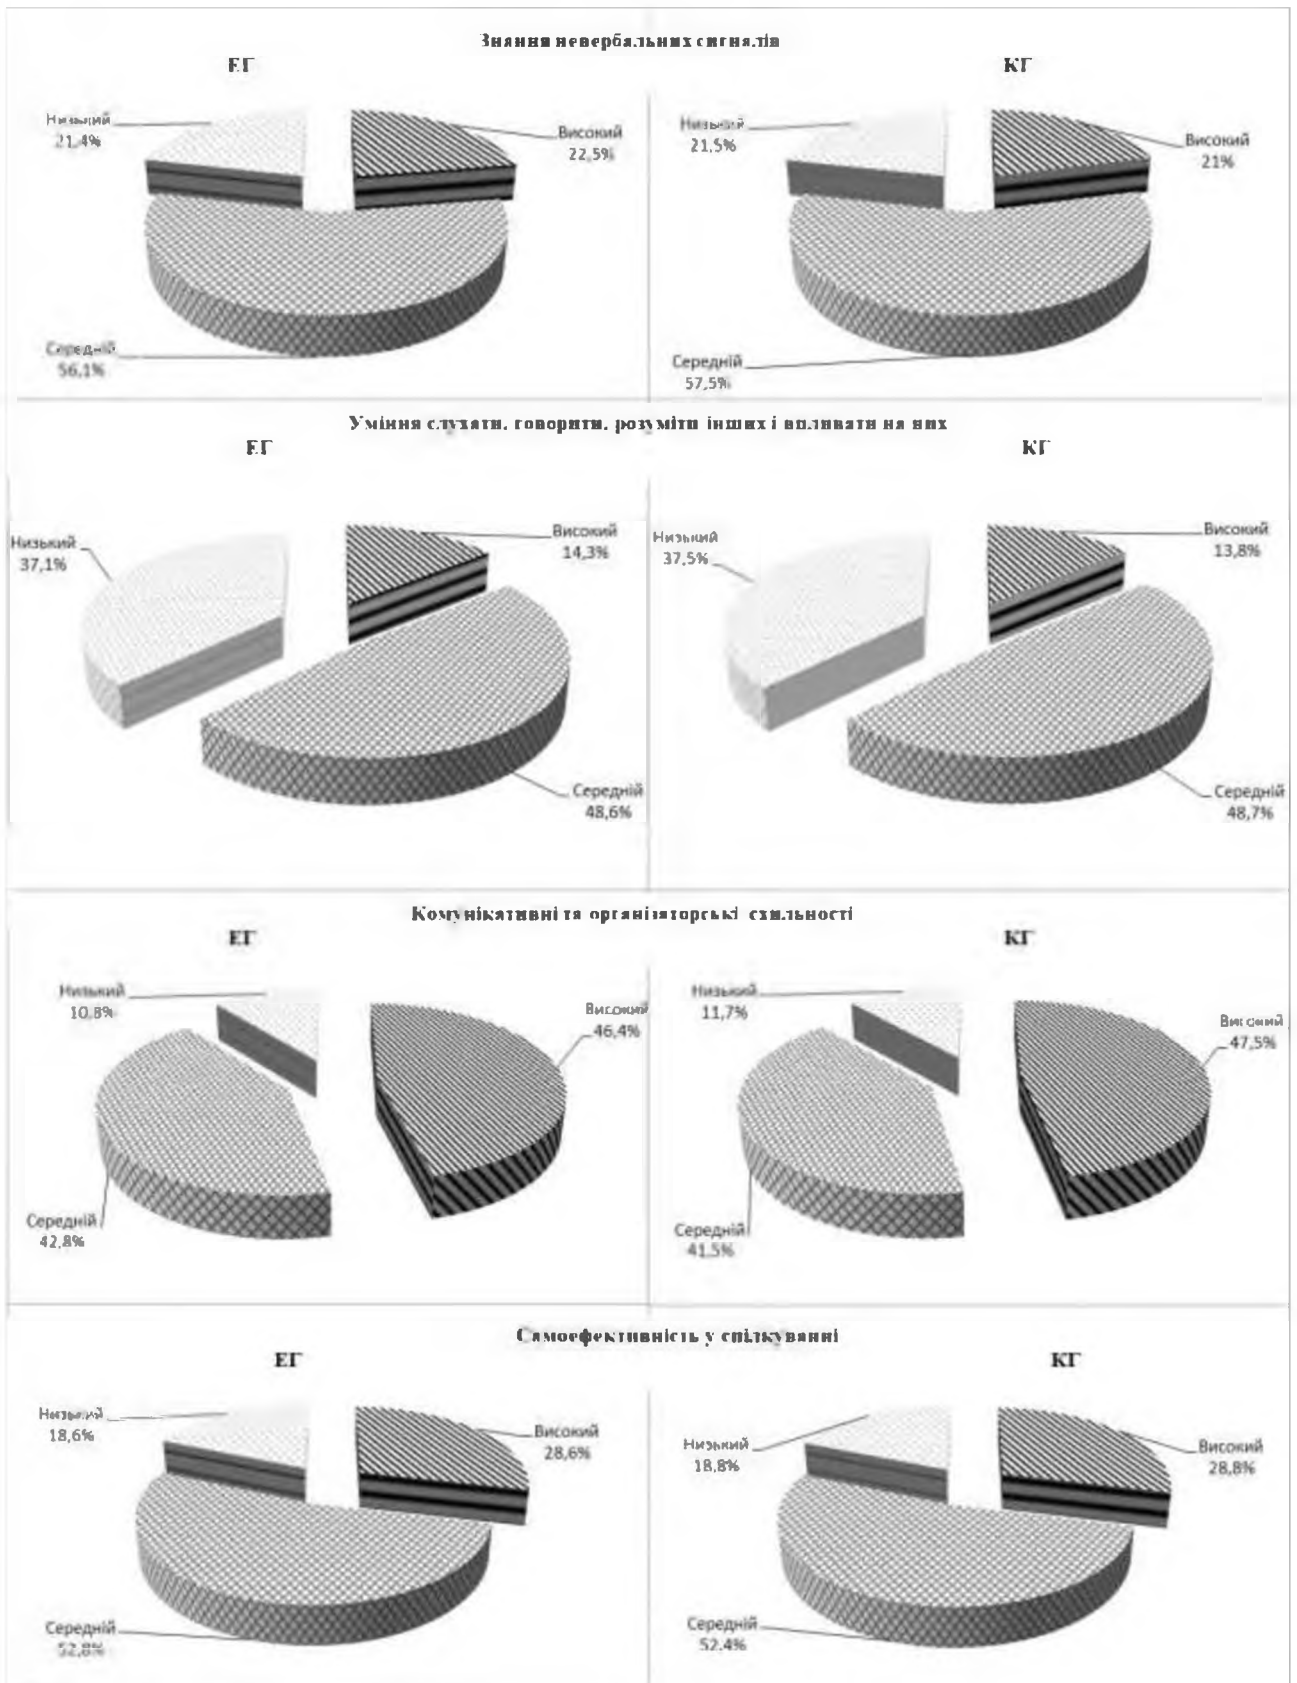 Знання невербальних сигналів
ЕГ
КГ
Низький
21,4%
Високий
22,5%
Середній
56,1%
Низький
21,5%
Високий
21%
Середній
57,5%
Уміння слухати, говорити, розуміти інших і впливати на них
ЕГ
КГ
Низький
37,1%
Високий
14,3%
Середній
48,6%
Низький
37,5%
Високий
13,8%
Середній
48,7%
Комунікативні та організаторські схильності
ЕГ
КГ
Низький
10,8%
Високий
46,4%
Середній
42,8%
Низький
11,7%
Високий
47,5%
Середній
41,5%
Самоефективність у спілкуванні
ЕГ
КГ
Низький
18,6%
Високий
28,6%
Середній
52,8%
Низький
18,8%
Високий
28,8%
Середній
52,4%